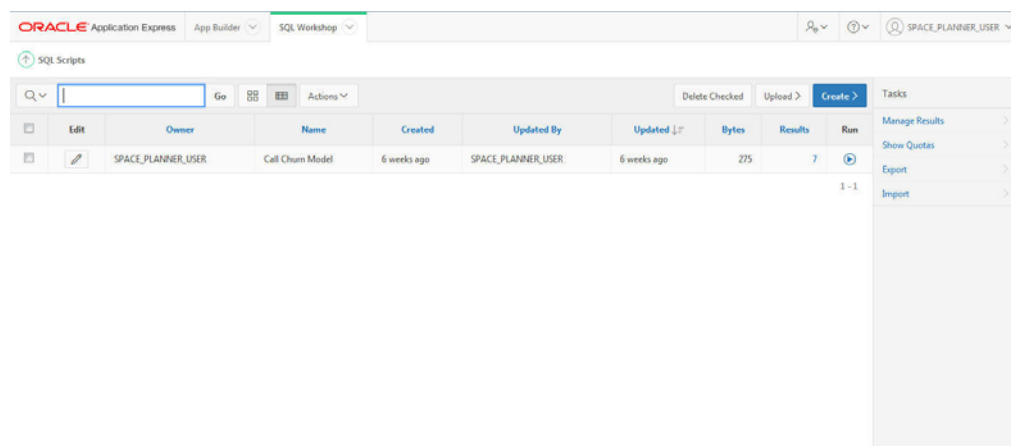 ORACLE Application Express App Builder SQL Workshop SPACE_PLANNER_USER
SQL Scripts
Go Actions Delete Checked Upload > Create > Tasks
Edit Owner Name Created Updated By Updated Bytes Results Run Manage Results
Show Quotas
SPACE_PLANNER_USER Call Churn Model 6 weeks ago SPACE_PLANNER_USER 6 weeks ago 275 7
Export
1 - 1
Import